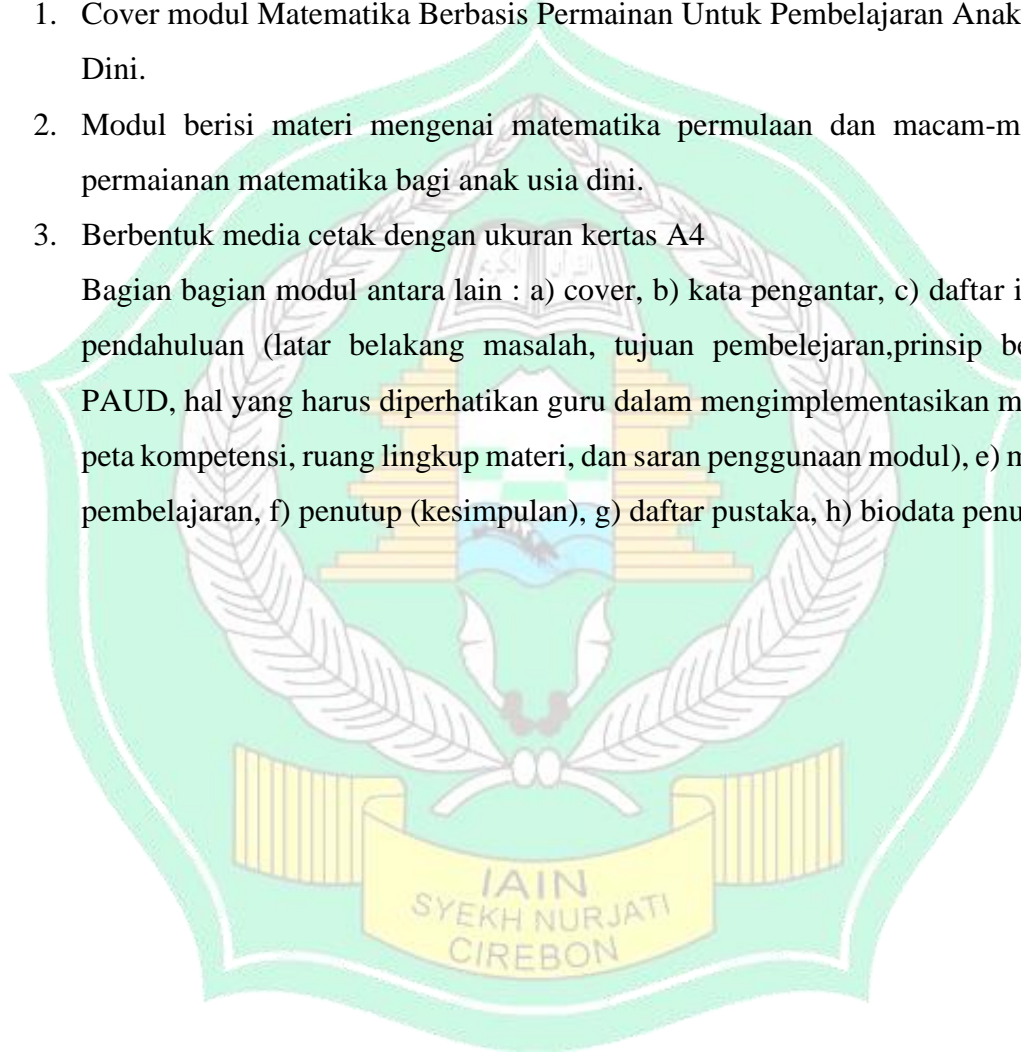 1. Cover modul Matematika Berbasis Permainan Untuk Pembelajaran Anak
Dini.
2. Modul berisi materi mengenai matematika permulaan dan macam-m
permaianan matematika bagi anak usia dini.
3. Berbentuk media cetak dengan ukuran kertas A4
Bagian bagian modul antara lain : a) cover, b) kata pengantar, c) daftar i
pendahuluan (latar belakang masalah, tujuan pembelejaran,prinsip be
PAUD, hal yang harus diperhatikan guru dalam mengimplementasikan m
peta kompetensi, ruang lingkup materi, dan saran penggunaan modul), e) m
pembelajaran, f) penutup (kesimpulan), g) daftar pustaka, h) biodata penu
IAIN
SYEKH NURJATI
CIREBON